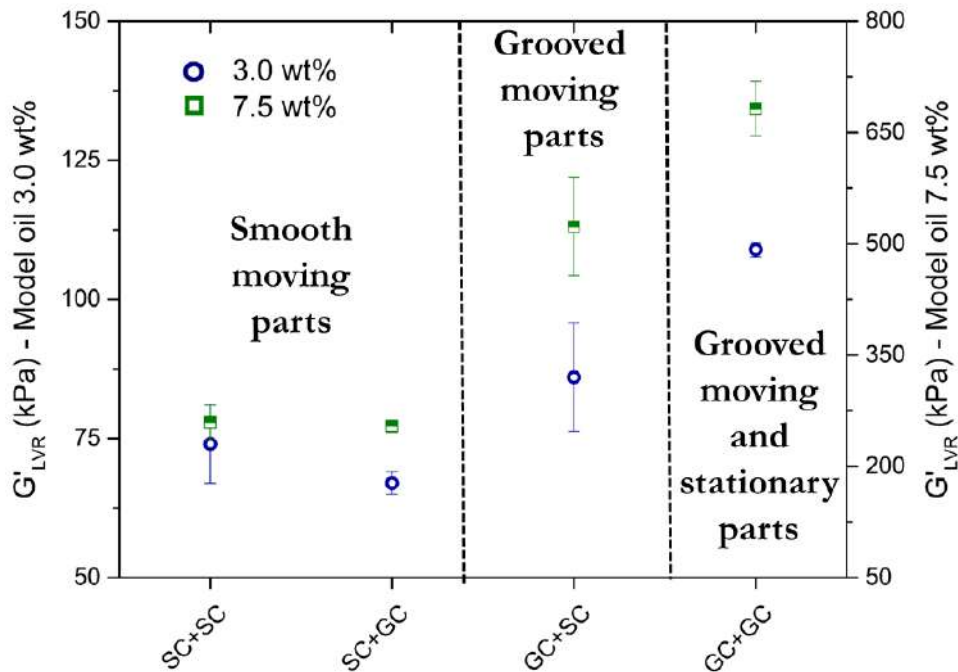 150
125
100
75
50
G'LVR (kPa) - Model oil 3.0 wt%
3.0 wt%
7.5 wt%
Smooth
moving
parts
Grooved
moving
parts
Grooved
moving
and
stationary
parts
800
650
500
350
200
50
G'LVR (kPa) - Model oil 7.5 wt%
SC+SC
SC+GC
GC+SC
GC+GC